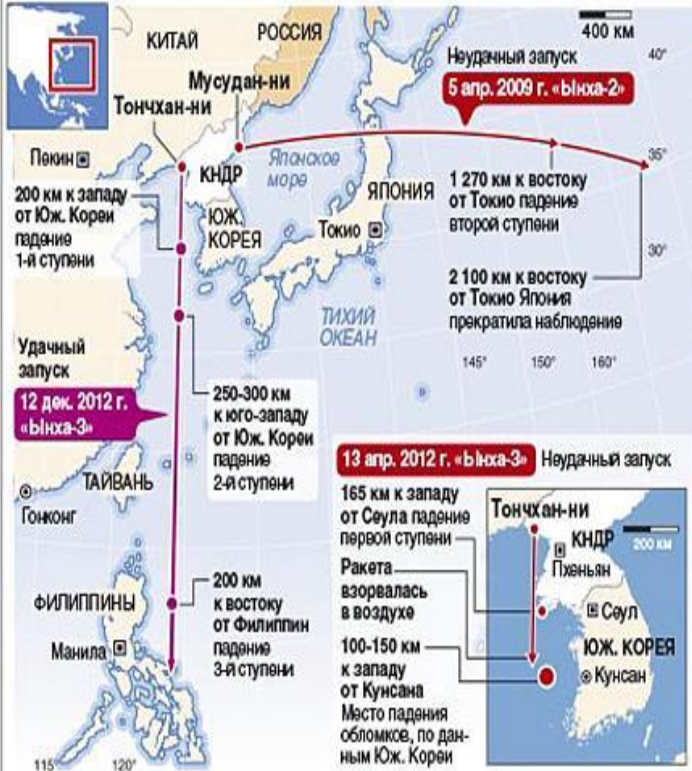 КИТАЙ
РОССИЯ
400 км
40°
Неудачный запуск
5 апр. 2009 г. «Ынха-2»
Мусудан-ни
Тончхан-ни
Пекин
КНДР
Японское
море
35°
200 км к западу
от Юж. Кореи
падение
1-й ступени
ЮЖ.
КОРЕЯ
ЯПОНИЯ
Токио
1 270 км к востоку
от Токио падение
второй ступени
30°
2 100 км к востоку
от Токио Япония
прекратила наблюдение
ТИХИЙ
ОКЕАН
145°
150°
160°
Удачный
запуск
12 дек. 2012 г.
«Ынха-3»
250-300 км
к юго-западу
от Юж. Кореи
падение
2-й ступени
ТАЙВАНЬ
Гонконг
ФИЛИППИНЫ
Манила
200 км
к востоку
от Филиппин
падение
3-й ступени
115°
120°
13 апр. 2012 г. «Ынха-3» Неудачный запуск
165 км к западу
от Сеула падение
первой ступени
Ракета
взорвалась
в воздухе
100-150 км
к западу
от Кунсана
Место падения
обломков, по дан-
ным Юж. Кореи
Тончхан-ни
КНДР
200 км
Пхеньян
Сеул
ЮЖ. КОРЕЯ
Кунсан